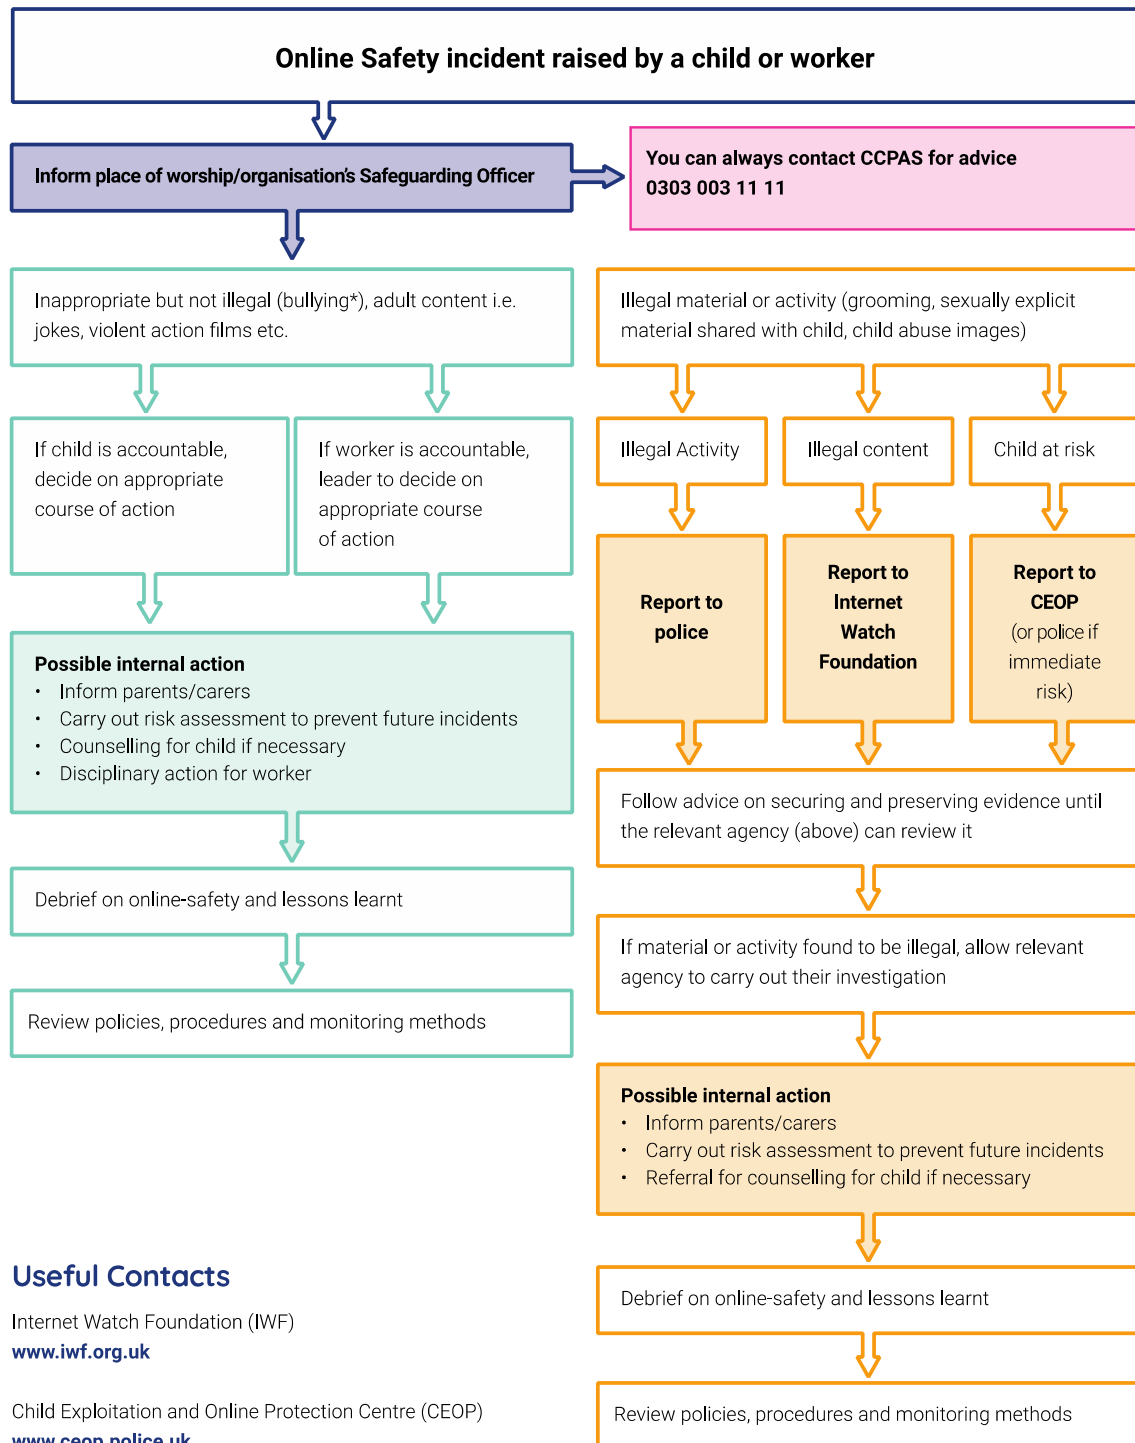 Online Safety incident raised by a child or worker
Inform place of worship/organisation's Safeguarding Officer
You can always contact CCPAS for advice
0303 003 11 11
Inappropriate but not illegal (bullying*), adult content i.e.
jokes, violent action films etc.
If child is accountable,
decide on appropriate
course of action
If worker is accountable,
leader to decide on
appropriate course
of action
Possible internal action
• Inform parents/carers
• Carry out risk assessment to prevent future incidents
• Counselling for child if necessary
• Disciplinary action for worker
Debrief on online-safety and lessons learnt
Review policies, procedures and monitoring methods
Illegal material or activity (grooming, sexually explicit
material shared with child, child abuse images)
Illegal Activity
Illegal content
Child at risk
Report to
police
Report to
Internet
Watch
Foundation
Report to
CEOP
(or police if
immediate
risk)
Follow advice on securing and preserving evidence until
the relevant agency (above) can review it
If material or activity found to be illegal, allow relevant
agency to carry out their investigation
Possible internal action
• Inform parents/carers
• Carry out risk assessment to prevent future incidents
• Referral for counselling for child if necessary
Debrief on online-safety and lessons learnt
Review policies, procedures and monitoring methods
Useful Contacts
Internet Watch Foundation (IWF)
www.iwf.org.uk
Child Exploitation and Online Protection Centre (CEOP)
www.ceop.police.uk